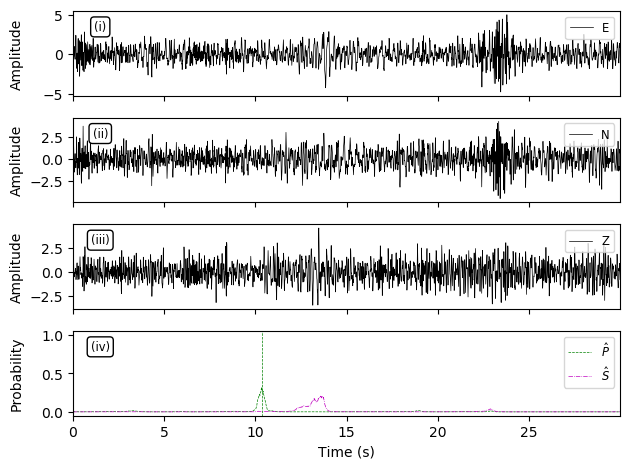 5
0
−5
Amplitude
(i)
E
2.5
0.0
−2.5
Amplitude
(ii)
N
2.5
0.0
−2.5
Amplitude
(iii)
Z
1.0
0.5
0.0
Probability
(iv)
P̂
Ŝ
0 5 10 15 20 25
Time (s)